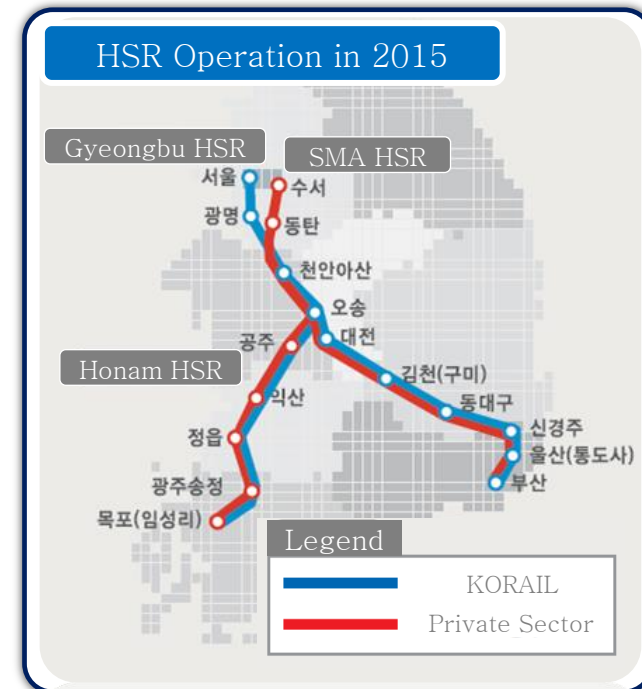 HSR Operation in 2015
Gyeongbu HSR
SMA HSR
서울
수서
광명
동탄
천안아산
오송
공주
대전
김천(구미)
Honam HSR
익산
동대구
정읍
신경주
울산(통도사)
광주송정
부산
목포(임성리)
Legend
KORAIL
Private Sector